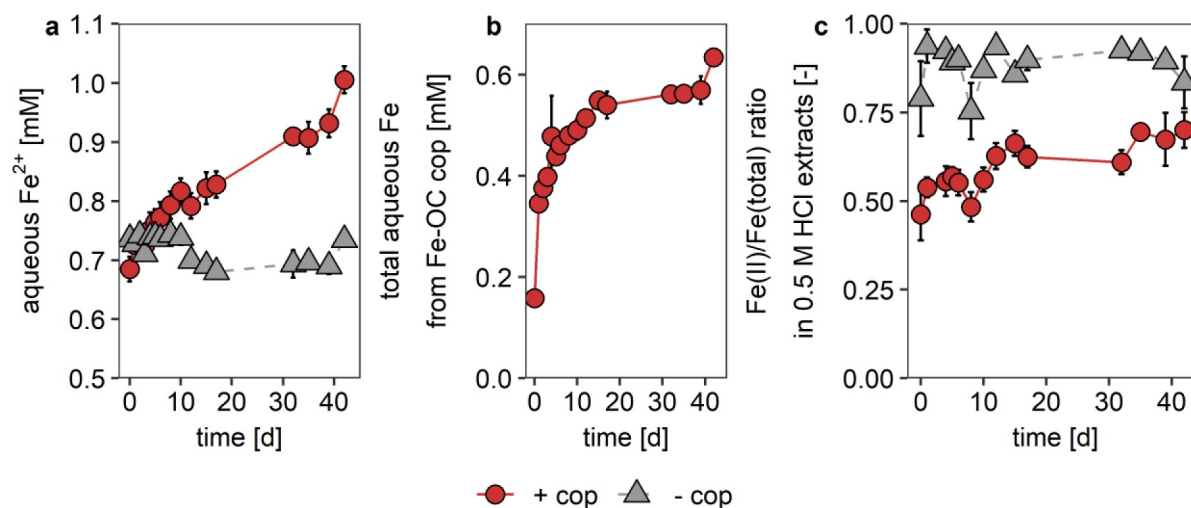 a
aqueous Fe²⁺ [mM]
1.1
1.0
0.9
0.8
0.7
0.6
0.5
0 10 20 30 40
time [d]
b
total aqueous Fe
from Fe-OC cop [mM]
0.6
0.4
0.2
0.0
0 10 20 30 40
time [d]
c
Fe(II)/Fe(total) ratio
in 0.5 M HCl extracts [-]
1.00
0.75
0.50
0.25
0.00
0 10 20 30 40
time [d]
+ cop - cop